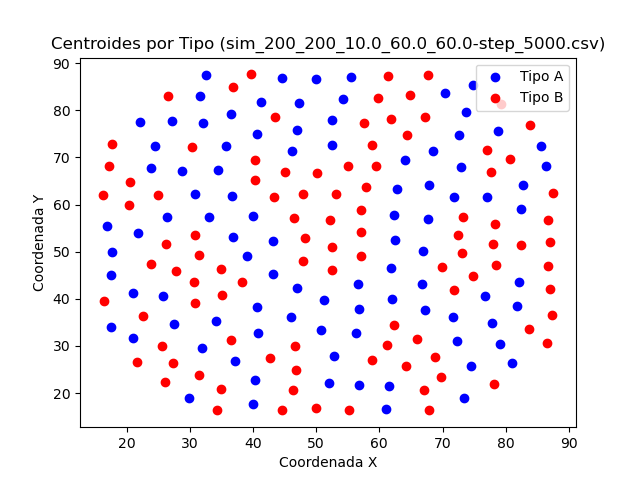 Centroides por Tipo (sim_200_200_10.0_60.0_60.0-step_5000.csv)
Tipo A
Tipo B
90
80
70
60
50
40
30
20
Coordenada Y
20 30 40 50 60 70 80 90
Coordenada X